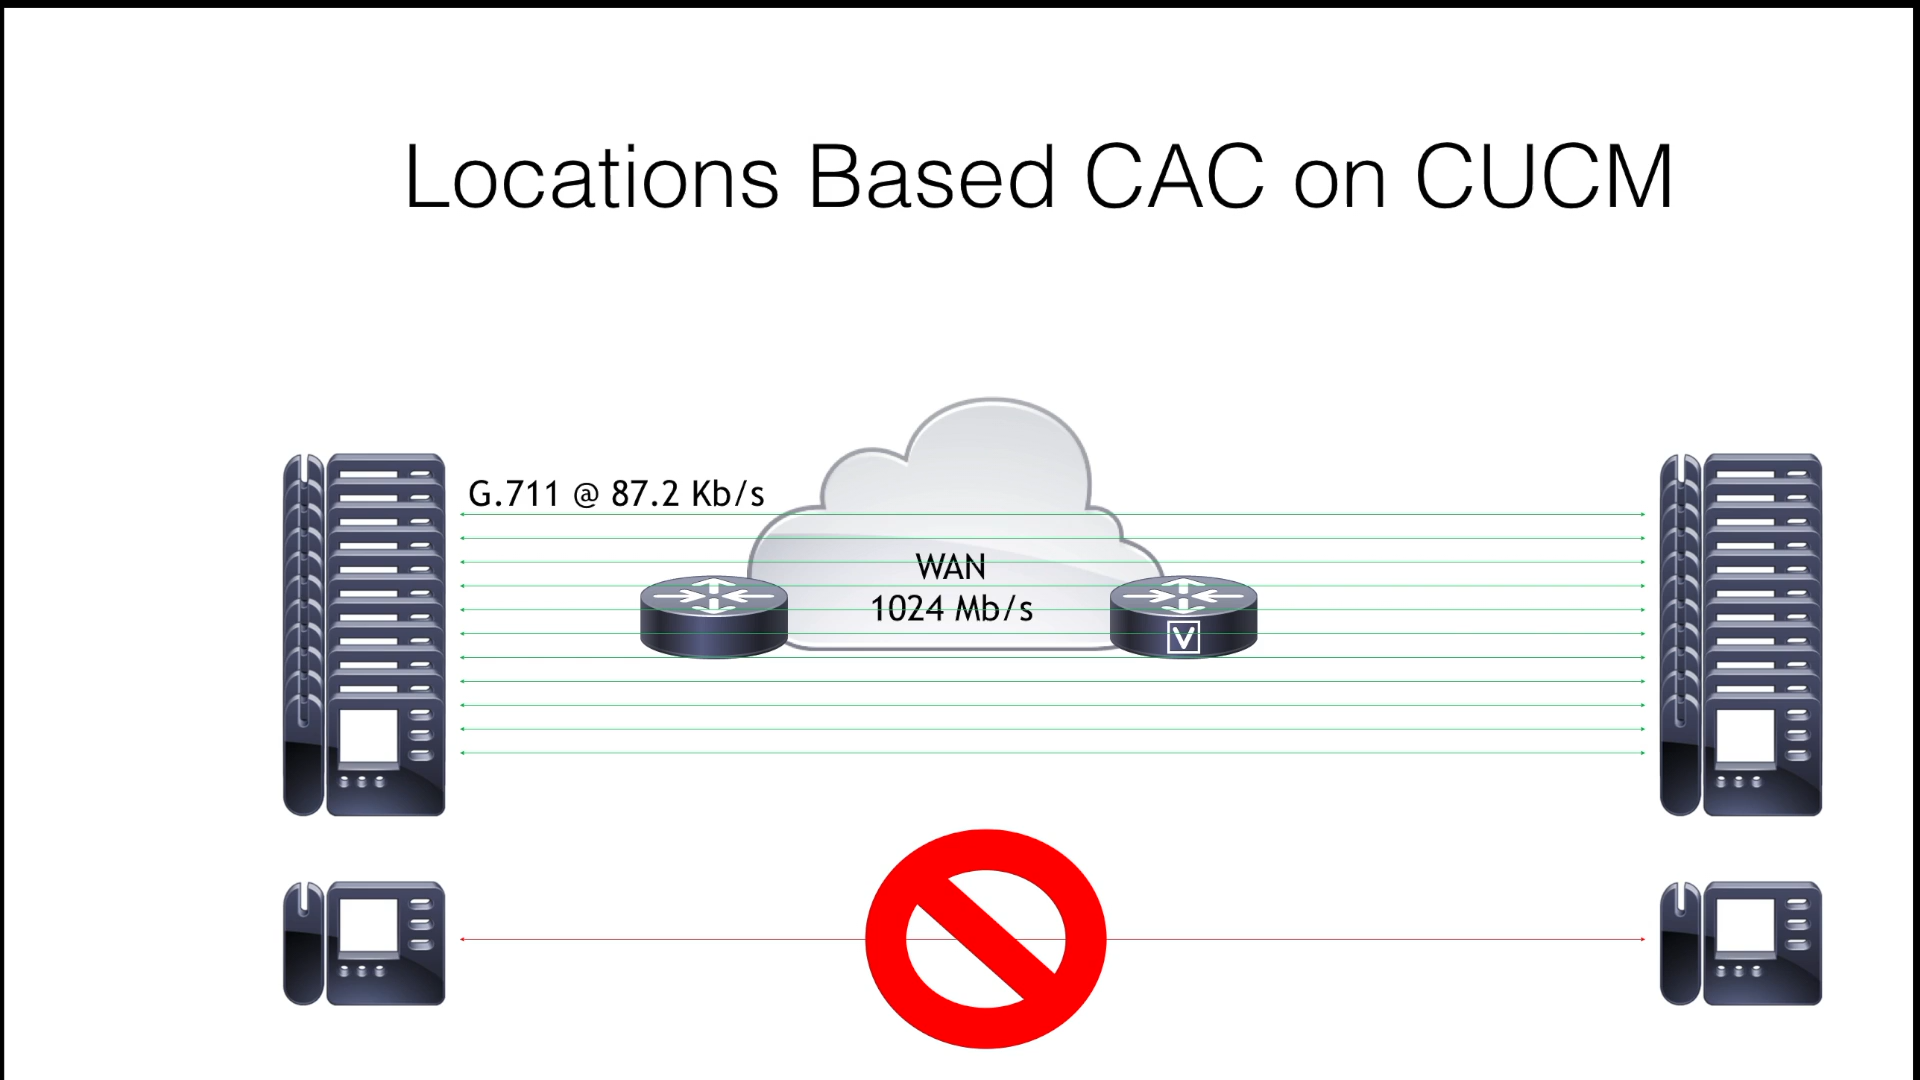 Locations Based CAC on CUCM
G.711 @ 87.2 Kb/s
WAN
1024 Mb/s
V